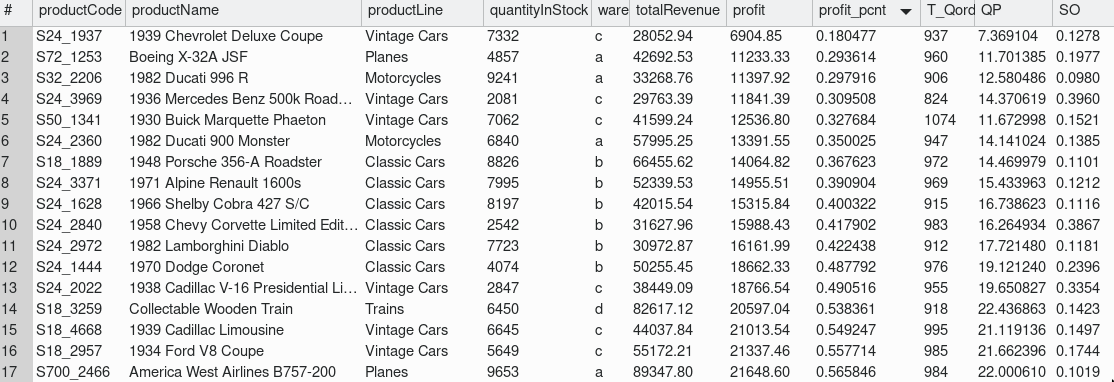 # productCode productName productLine quantityInStock ware totalRevenue profit profit_pcnt T_Qord QP SO
1 S24_1937 1939 Chevrolet Deluxe Coupe Vintage Cars 7332 c 28052.94 6904.85 0.180477 937 7.369104 0.1278
2 S72_1253 Boeing X-32A JSF Planes 4857 a 42692.53 11233.33 0.293614 960 11.701385 0.1977
3 S32_2206 1982 Ducati 996 R Motorcycles 9241 a 33268.76 11397.92 0.297916 906 12.580486 0.0980
4 S24_3969 1936 Mercedes Benz 500k Road… Vintage Cars 2081 c 29763.39 11841.39 0.309508 824 14.370619 0.3960
5 S50_1341 1930 Buick Marquette Phaeton Vintage Cars 7062 c 41599.24 12536.80 0.327684 1074 11.672998 0.1521
6 S24_2360 1982 Ducati 900 Monster Motorcycles 6840 a 57995.25 13391.55 0.350025 947 14.141024 0.1385
7 S18_1889 1948 Porsche 356-A Roadster Classic Cars 8826 b 66455.62 14064.82 0.367623 972 14.469979 0.1101
8 S24_3371 1971 Alpine Renault 1600s Classic Cars 7995 b 52339.53 14955.51 0.390904 969 15.433963 0.1212
9 S24_1628 1966 Shelby Cobra 427 S/C Classic Cars 8197 b 42015.54 15315.84 0.400322 915 16.738623 0.1116
10 S24_2840 1958 Chevy Corvette Limited Edit… Classic Cars 2542 b 31627.96 15988.43 0.417902 983 16.264934 0.3867
11 S24_2972 1982 Lamborghini Diablo Classic Cars 7723 b 30972.87 16161.99 0.422438 912 17.721480 0.1181
12 S24_1444 1970 Dodge Coronet Classic Cars 4074 b 50255.45 18662.33 0.487792 976 19.121240 0.2396
13 S24_2022 1938 Cadillac V-16 Presidential Li… Vintage Cars 2847 c 38449.09 18766.54 0.490516 955 19.650827 0.3354
14 S18_3259 Collectable Wooden Train Trains 6450 d 82617.12 20597.04 0.538361 918 22.436863 0.1423
15 S18_4668 1939 Cadillac Limousine Vintage Cars 6645 c 44037.84 21013.54 0.549247 995 21.119136 0.1497
16 S18_2957 1934 Ford V8 Coupe Vintage Cars 5649 c 55172.21 21337.46 0.557714 985 21.662396 0.1744
17 S700_2466 America West Airlines B757-200 Planes 9653 a 89347.80 21648.60 0.565846 984 22.000610 0.1019